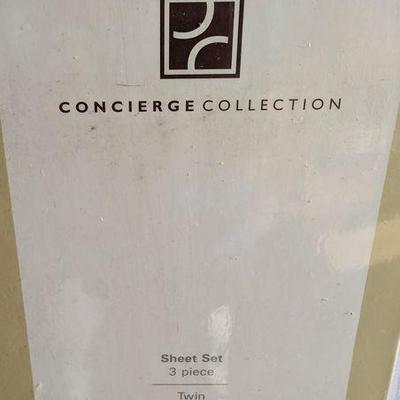 CONCIERGE COLLECTION
Sheet Set
3 piece
Twin